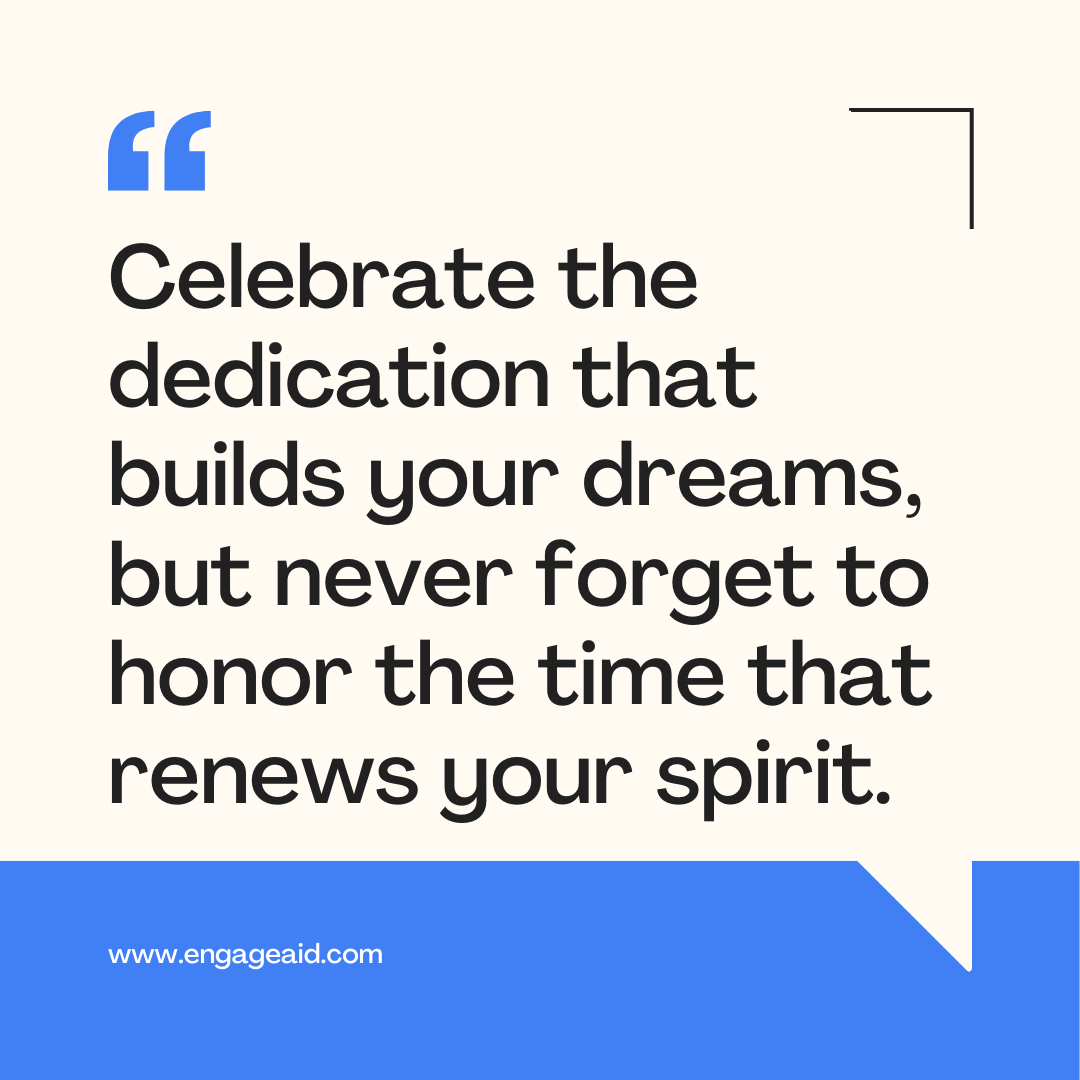 “
Celebrate the
dedication that
builds your dreams,
but never forget to
honor the time that
renews your spirit.
www.engageaid.com